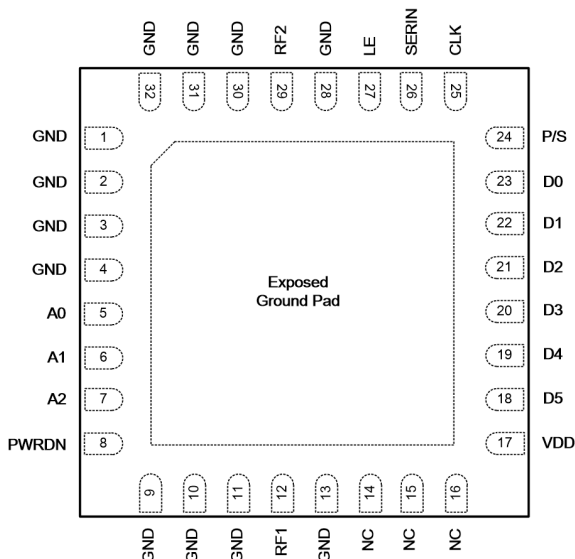 GND GND GND RF2 GND LE SERIN CLK
32 31 30 29 28 27 26 25
GND 1 24 P/S
GND 2 23 D0
GND 3 22 D1
GND 4 21 D2
Exposed
Ground Pad
A0 5 20 D3
A1 6 19 D4
A2 7 18 D5
PWRDN 8 17 VDD
9 10 11 12 13 14 15 16
GND GND GND RF1 GND NC NC NC